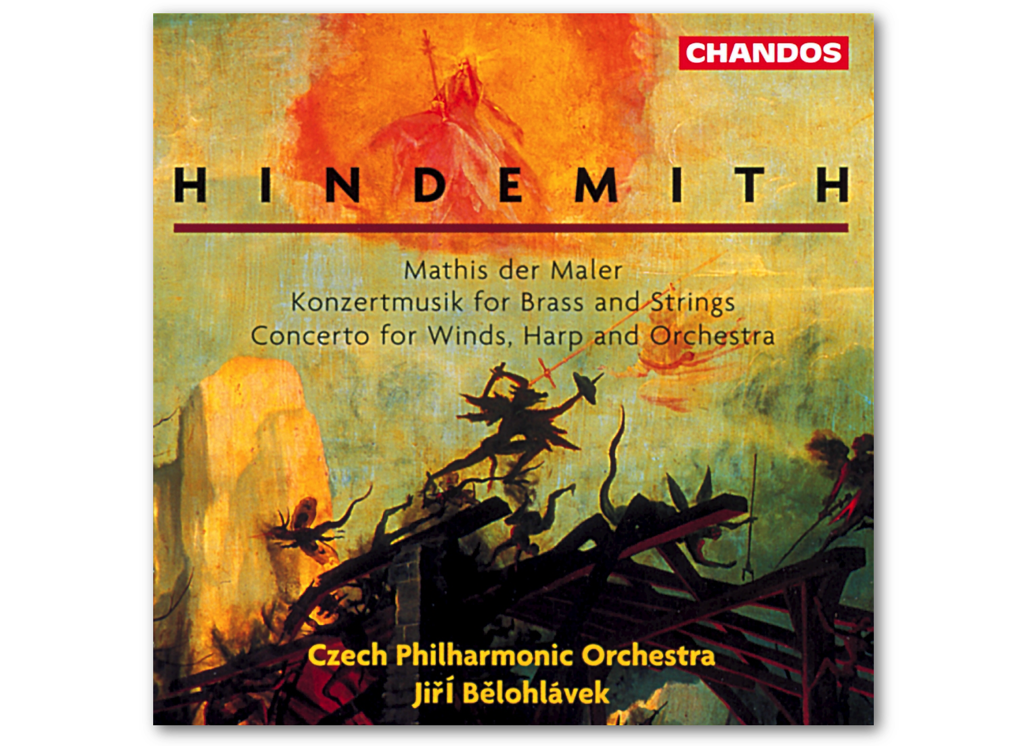 CHANDOS
HINDEMITH
Mathis der Maler
Konzertmusik for Brass and Strings
Concerto for Winds, Harp and Orchestra
Czech Philharmonic Orchestra
JiřÍ Bělohlávek